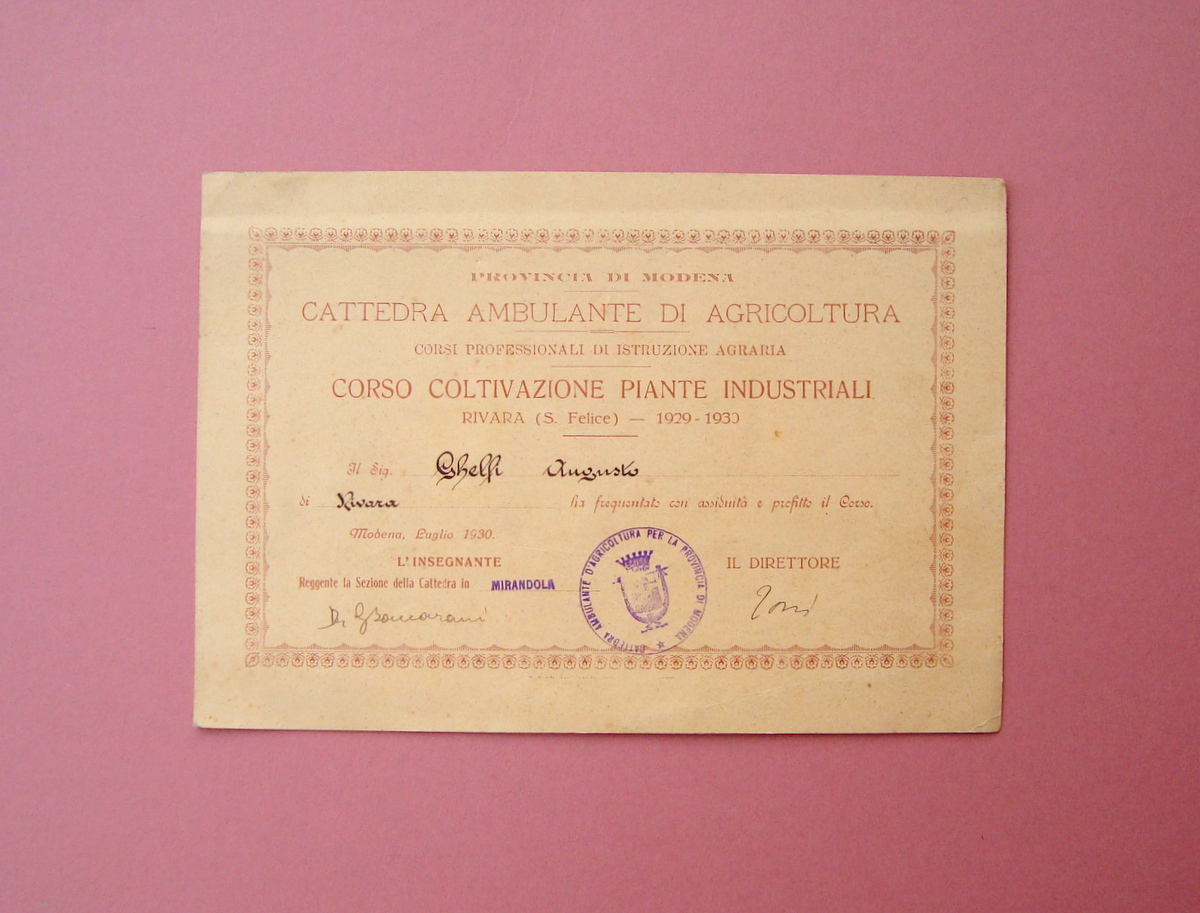 PROVINCIA DI MODENA
CATTEDRA AMBULANTE DI AGRICOLTURA
CORSI PROFESSIONALI DI ISTRUZIONE AGRARIA
CORSO COLTIVAZIONE PIANTE INDUSTRIALI
RIVARA (S. Felice) — 1929-1930
Il Sig. Ghelfi Augusto
di Rivara ha frequentato con assiduità e profitto il Corso.
Modena, Luglio 1930.
L'INSEGNANTE
IL DIRETTORE
Reggente la Sezione della Cattedra in MIRANDOLA
CATTEDRA AMBULANTE D'AGRICOLTURA PER LA PROVINCIA DI MODENA